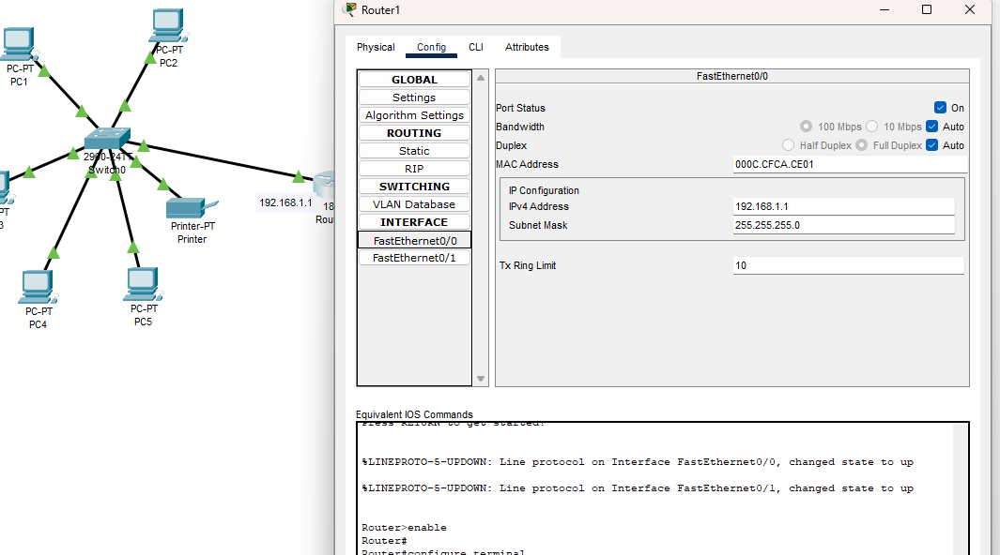 Router1
Physical Config CLI Attributes
GLOBAL
Settings
Algorithm Settings
ROUTING
Static
RIP
SWITCHING
VLAN Database
INTERFACE
FastEthernet0/0
FastEthernet0/1
FastEthernet0/0
Port Status On
Bandwidth 100 Mbps 10 Mbps Auto
Duplex Half Duplex Full Duplex Auto
MAC Address 000C.CFCA.CE01
IP Configuration
IPv4 Address 192.168.1.1
Subnet Mask 255.255.255.0
Tx Ring Limit 10
Equivalent IOS Commands
Press RETURN to get started!
%LINEPROTO-5-UPDOWN: Line protocol on Interface FastEthernet0/0, changed state to up
%LINEPROTO-5-UPDOWN: Line protocol on Interface FastEthernet0/1, changed state to up
Router>enable
Router#
Router#configure terminal
PC-PT
PC1
PC-PT
PC2
2960-24TT
Switch0
PT
3
192.168.1.1
18
Rou
Printer-PT
Printer
PC-PT
PC4
PC-PT
PC5